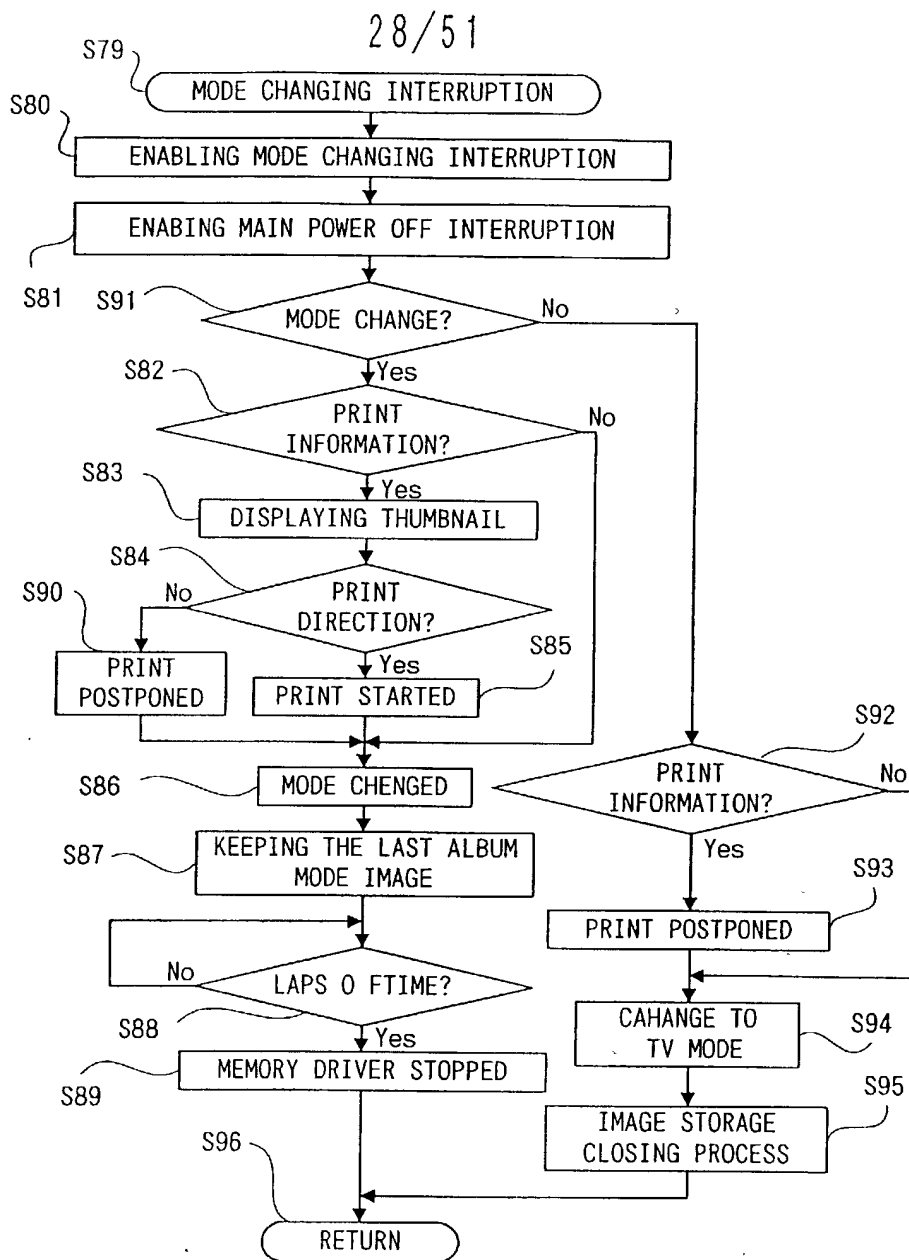 28/51
S79
MODE CHANGING INTERRUPTION
S80
ENABLING MODE CHANGING INTERRUPTION
ENABING MAIN POWER OFF INTERRUPTION
S81
S91
MODE CHANGE?
No
Yes
S82
PRINT
INFORMATION?
No
Yes
S83
DISPLAYING THUMBNAIL
S84
PRINT
DIRECTION?
No
S90
PRINT
POSTPONED
Yes
S85
PRINT STARTED
S86
MODE CHENGED
S87
KEEPING THE LAST ALBUM
MODE IMAGE
LAPS O FTIME?
No
S88
Yes
MEMORY DRIVER STOPPED
S89
S92
PRINT
INFORMATION?
No
Yes
S93
PRINT POSTPONED
CAHANGE TO
TV MODE
S94
S95
IMAGE STORAGE
CLOSING PROCESS
S96
RETURN